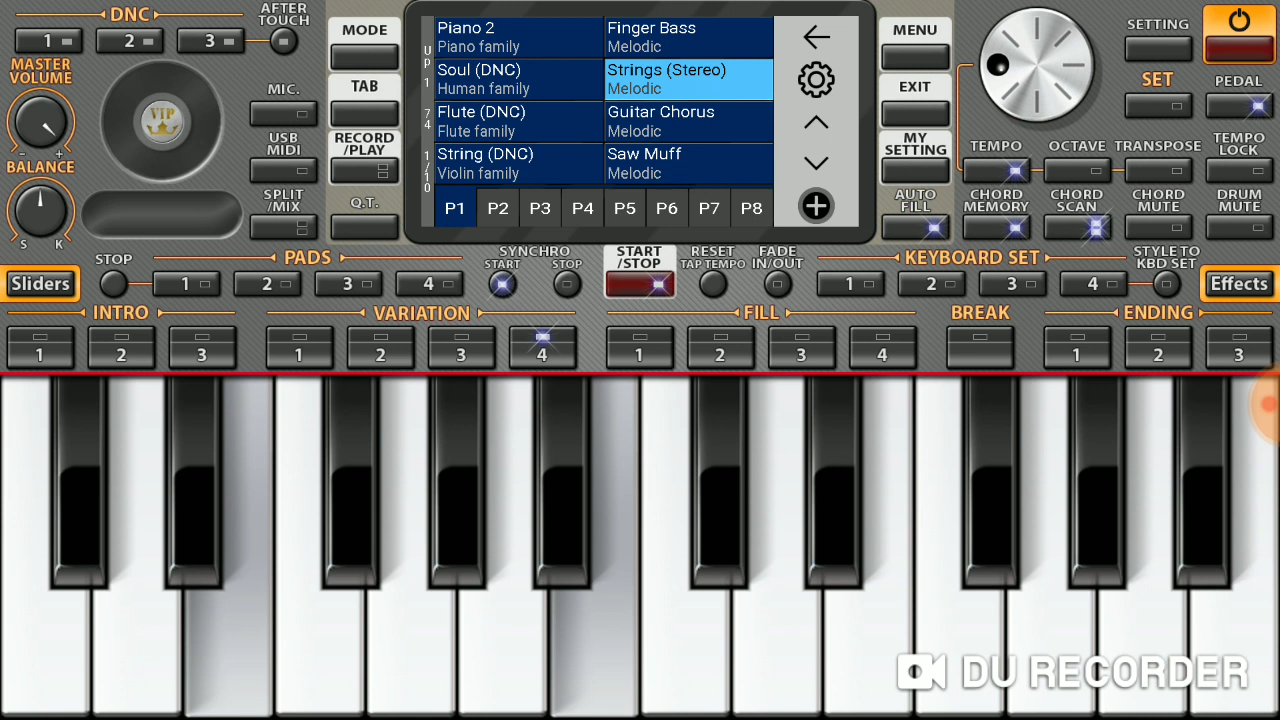 DNC
AFTER
TOUCH
1
2
3
MASTER
VOLUME
- +
BALANCE
S K
VIP
MIC.
USB
MIDI
SPLIT
/MIX
MODE
TAB
RECORD
/PLAY
Q.T.
Up 1
74
1/10
Piano 2
Piano family
Finger Bass
Melodic
Soul (DNC)
Human family
Strings (Stereo)
Melodic
Flute (DNC)
Flute family
Guitar Chorus
Melodic
String (DNC)
Violin family
Saw Muff
Melodic
P1 P2 P3 P4 P5 P6 P7 P8
MENU
EXIT
MY
SETTING
AUTO
FILL
SETTING
SET
PEDAL
TEMPO
OCTAVE
TRANSPOSE
TEMPO
LOCK
CHORD
MEMORY
CHORD
SCAN
CHORD
MUTE
DRUM
MUTE
Sliders
STOP
PADS
1
2
3
4
SYNCHRO
START STOP
START
/STOP
RESET
TAP TEMPO
FADE
IN/OUT
KEYBOARD SET
1
2
3
4
STYLE TO
KBD SET
Effects
INTRO
1
2
3
VARIATION
1
2
3
4
FILL
1
2
3
4
BREAK
ENDING
1
2
3
DU RECORDER